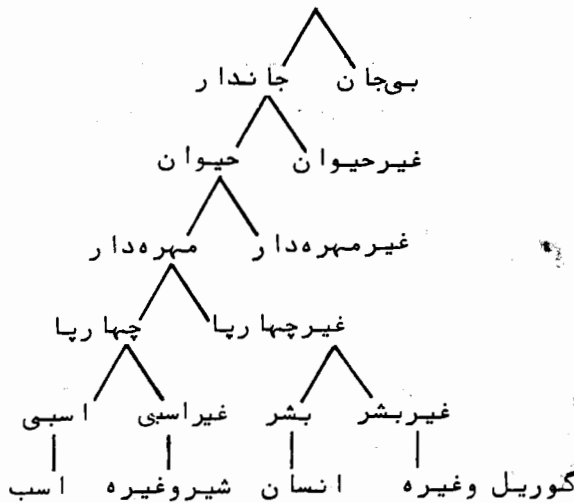 بی‌جان جاندار
غیرحیوان حیوان
غیرمهره‌دار مهره‌دار
غیرچهارپا چهارپا
غیربشر بشر غیراسبی اسبی
گوریل وغیره انسان شیروغیره اسب